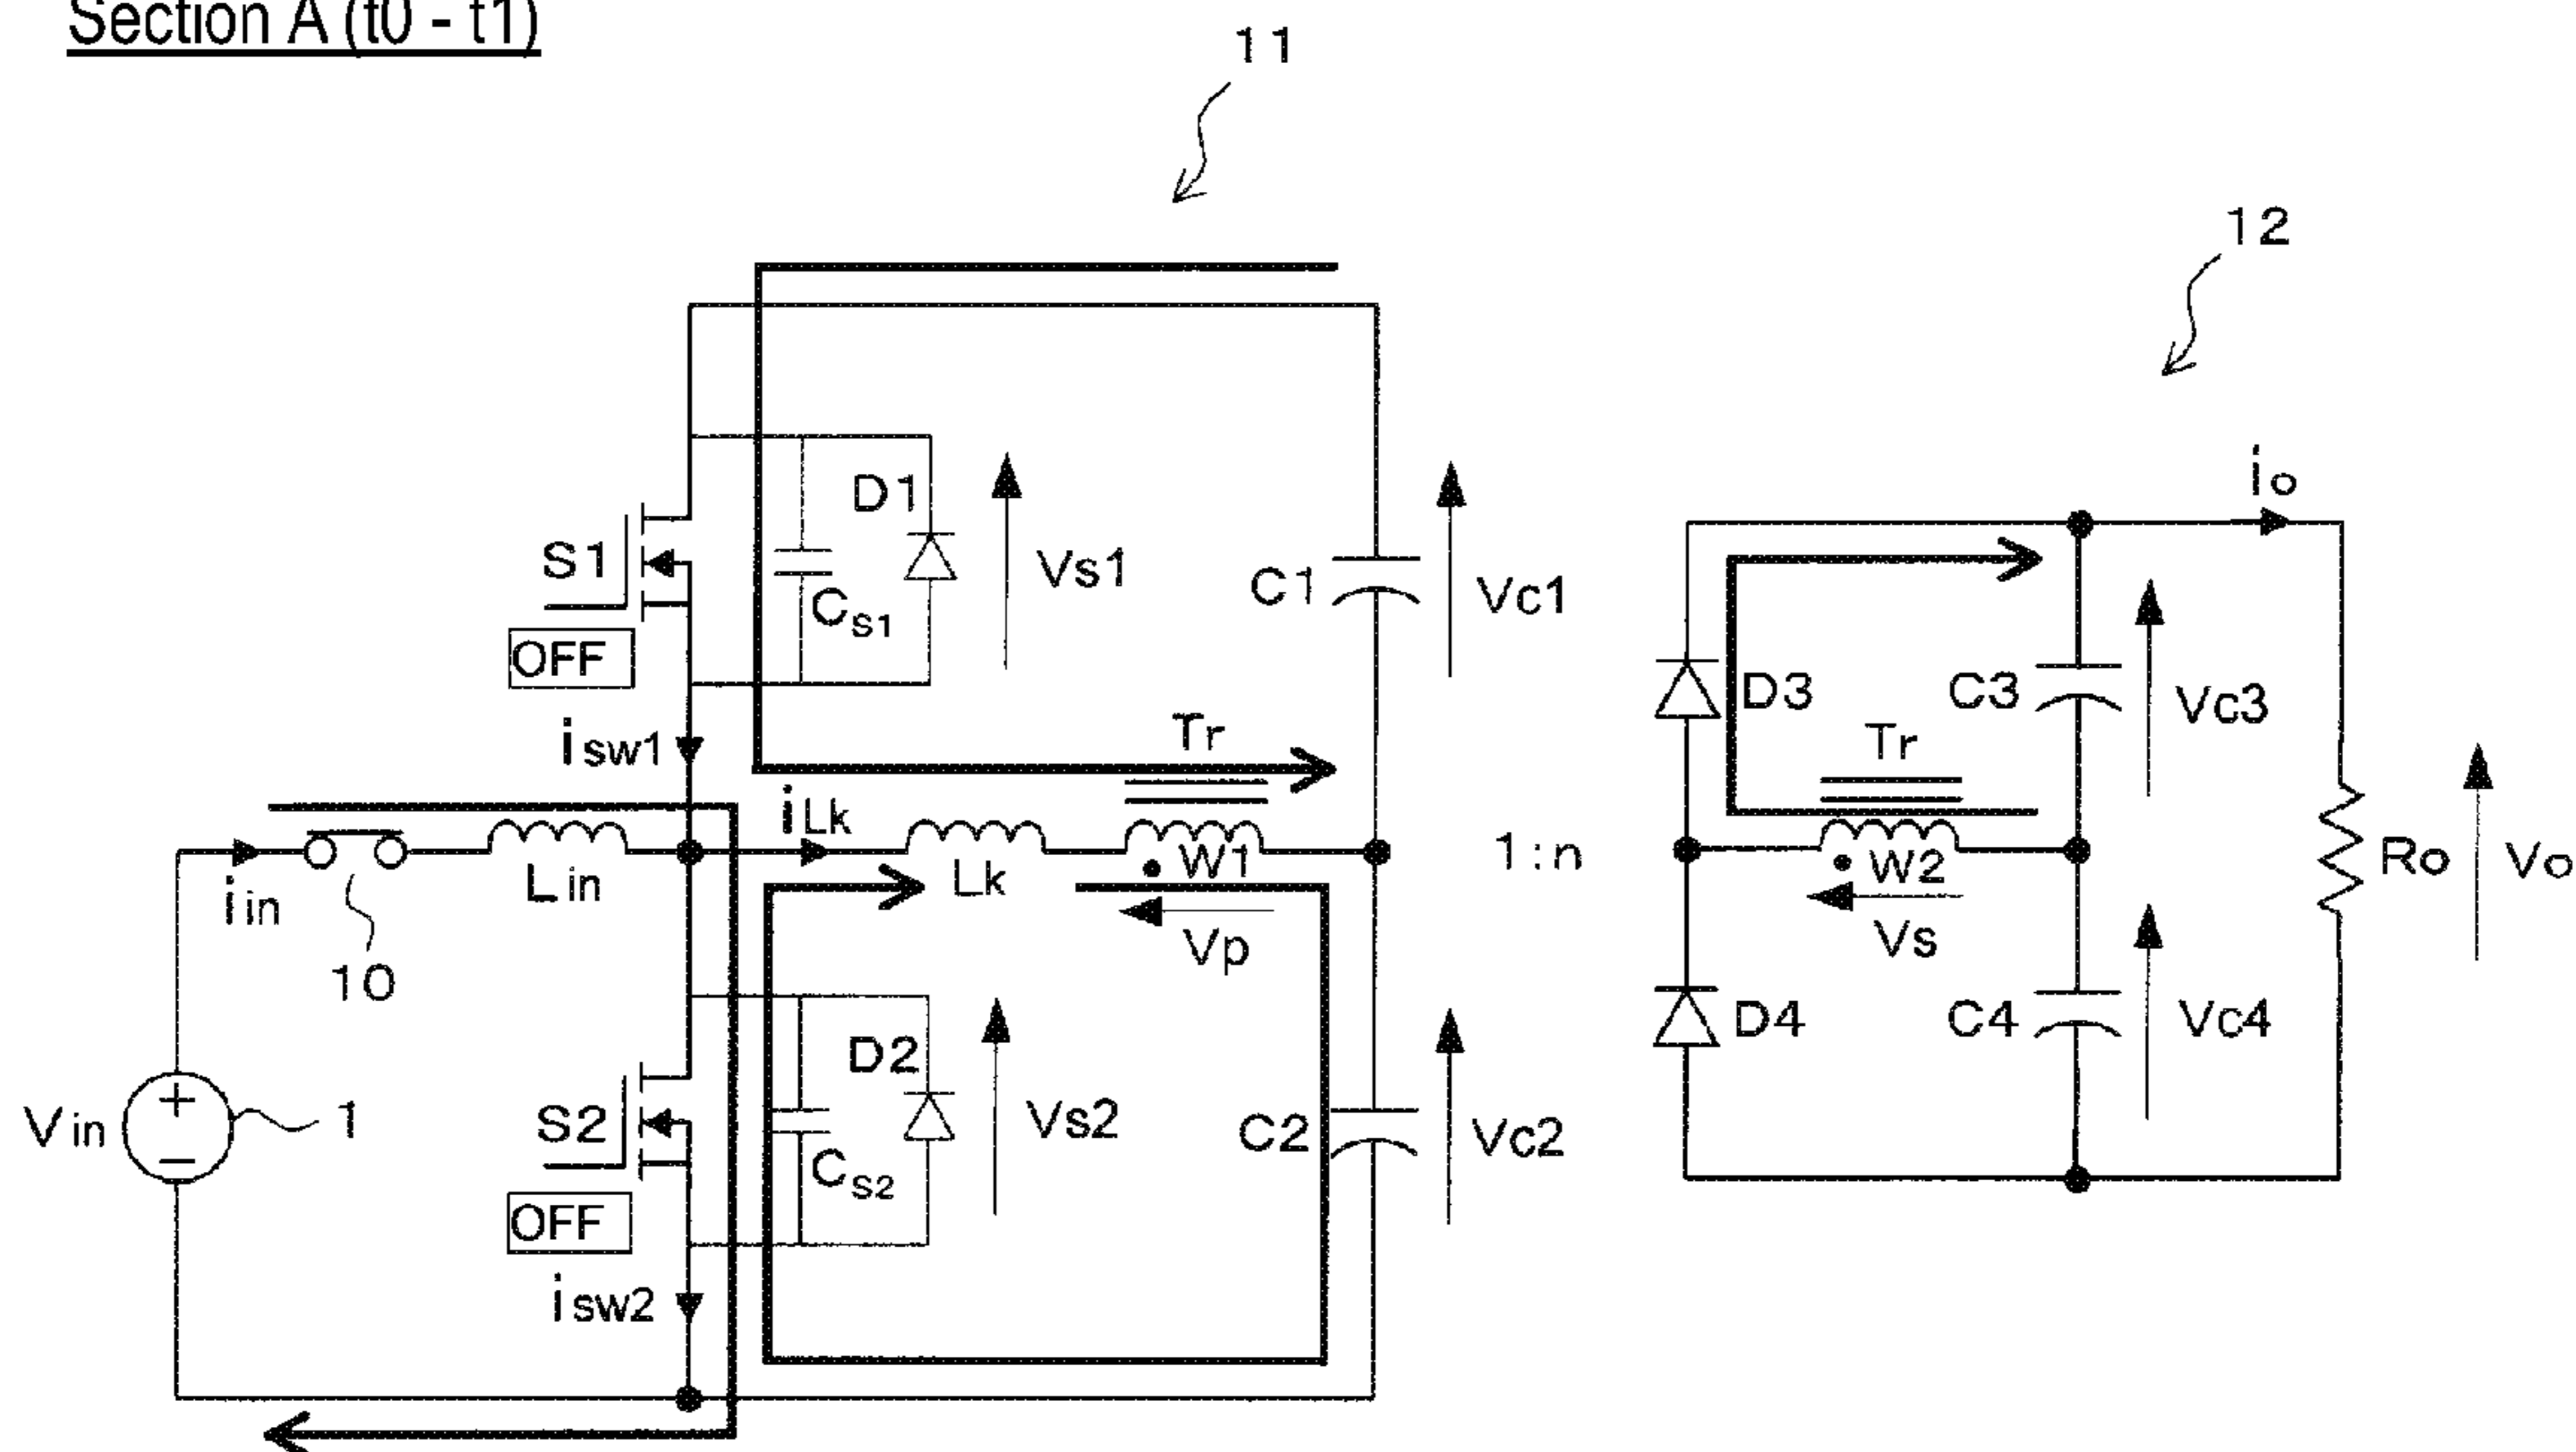 Section A (t0 - t1)
11
12
io
D1
Vs1
S1
Cs1
C1
Vc1
OFF
D3
C3
Vc3
isw1
Tr
Tr
iLk
iin
Lin
Lk
W1
1:n
W2
Ro
Vo
10
Vp
Vs
D2
Vs2
D4
C4
Vc4
Vin
1
S2
Cs2
C2
Vc2
OFF
isw2